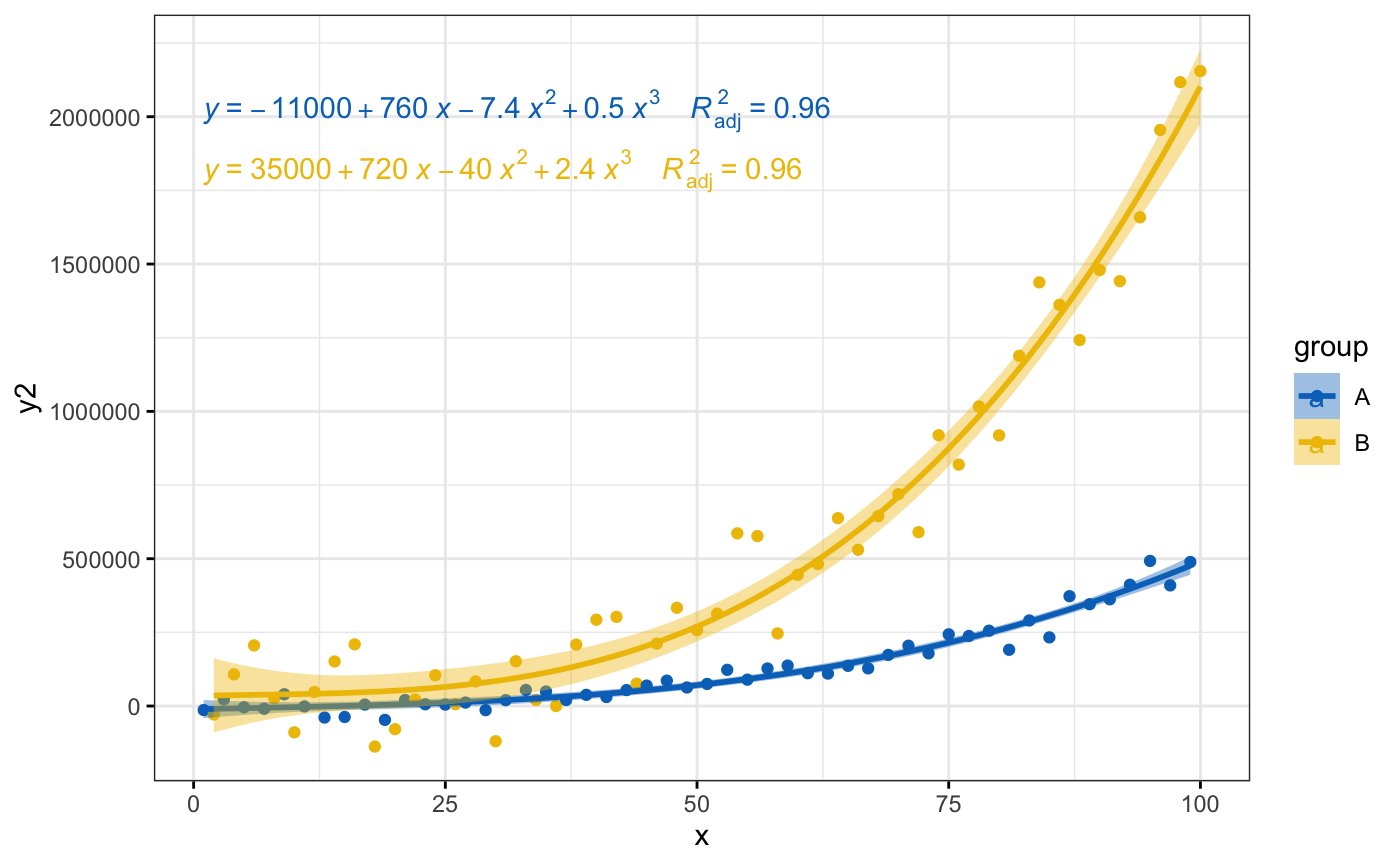 y = − 11000 + 760 x − 7.4 x² + 0.5 x³ R²adj = 0.96
y = 35000 + 720 x − 40 x² + 2.4 x³ R²adj = 0.96
2000000
1500000
1000000
500000
0
y2
0 25 50 75 100
x
group
a A
a B